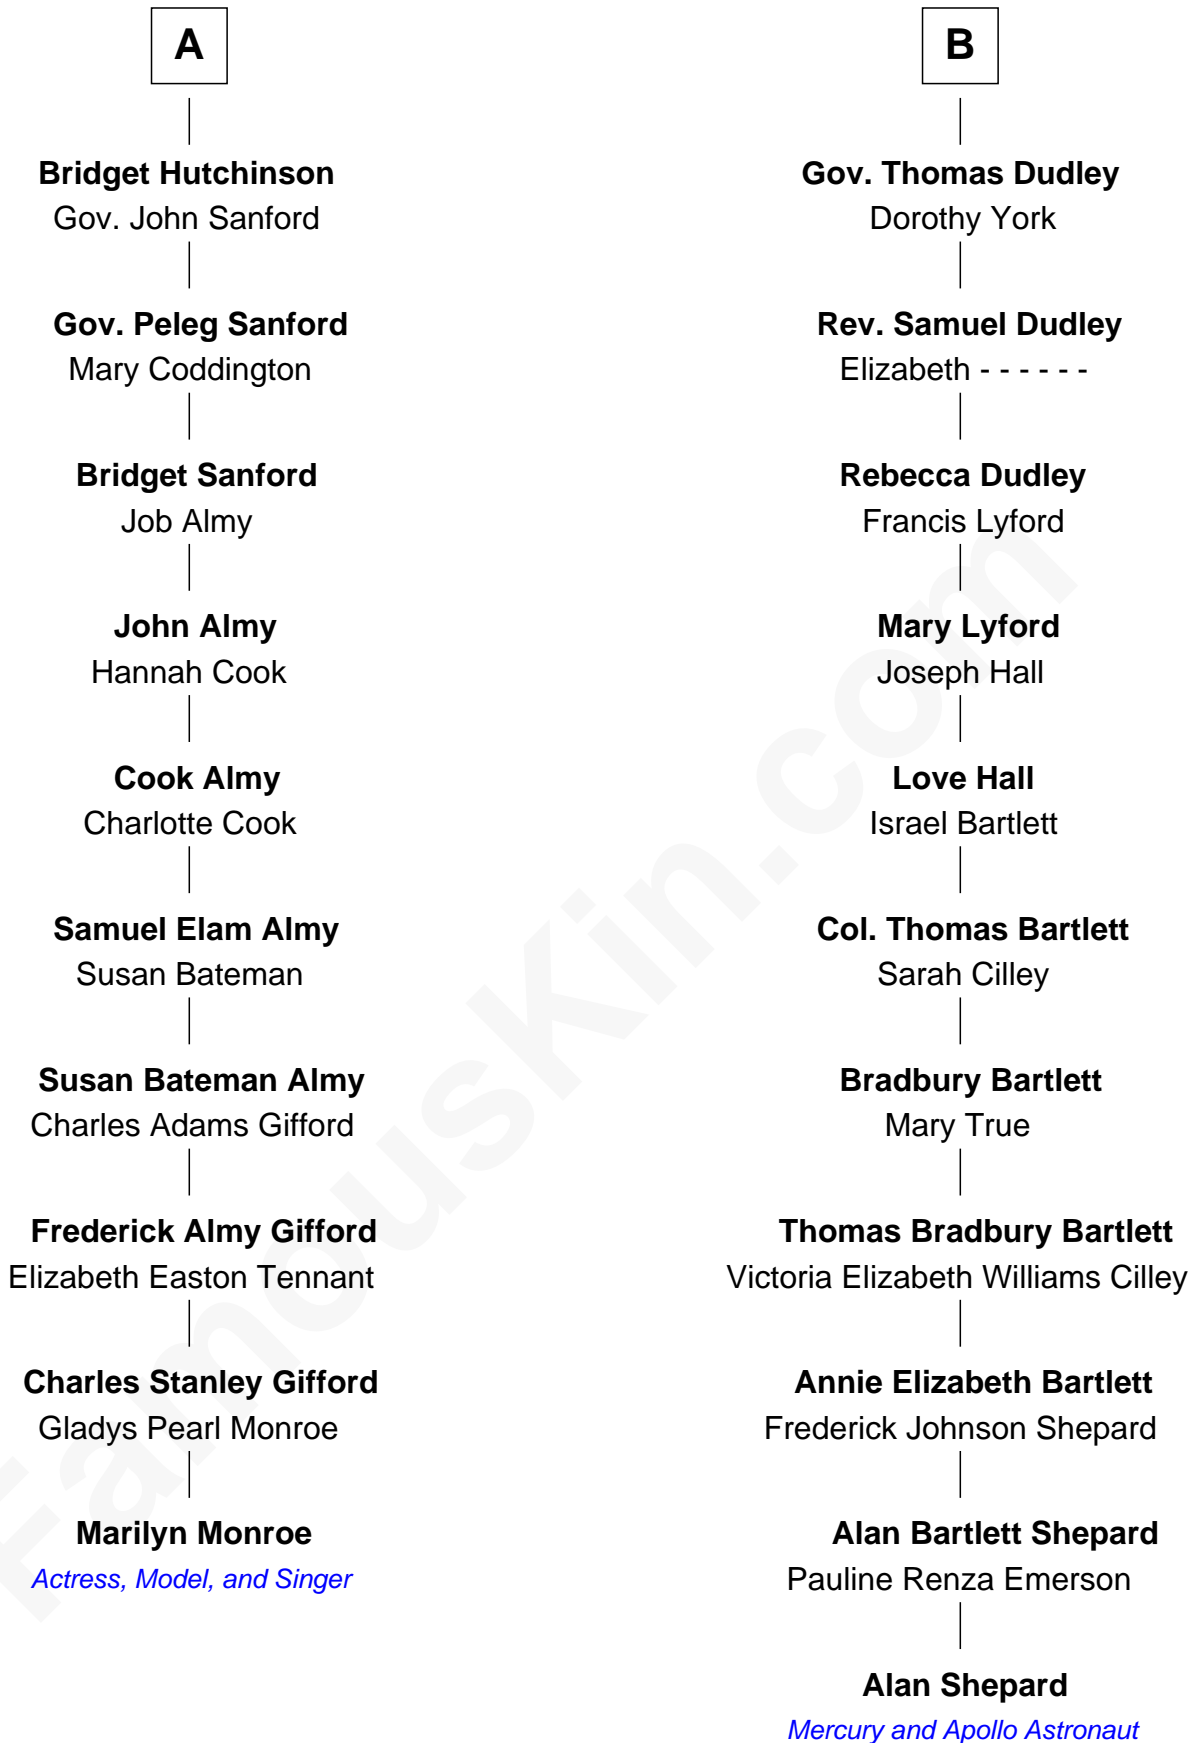 A
Bridget Hutchinson
Gov. John Sanford
Gov. Peleg Sanford
Mary Coddington
Bridget Sanford
Job Almy
John Almy
Hannah Cook
Cook Almy
Charlotte Cook
Samuel Elam Almy
Susan Bateman
Susan Bateman Almy
Charles Adams Gifford
Frederick Almy Gifford
Elizabeth Easton Tennant
Charles Stanley Gifford
Gladys Pearl Monroe
Marilyn Monroe
Actress, Model, and Singer
B
Gov. Thomas Dudley
Dorothy York
Rev. Samuel Dudley
Elizabeth - - - - - -
Rebecca Dudley
Francis Lyford
Mary Lyford
Joseph Hall
Love Hall
Israel Bartlett
Col. Thomas Bartlett
Sarah Cilley
Bradbury Bartlett
Mary True
Thomas Bradbury Bartlett
Victoria Elizabeth Williams Cilley
Annie Elizabeth Bartlett
Frederick Johnson Shepard
Alan Bartlett Shepard
Pauline Renza Emerson
Alan Shepard
Mercury and Apollo Astronaut
FamousKin.com